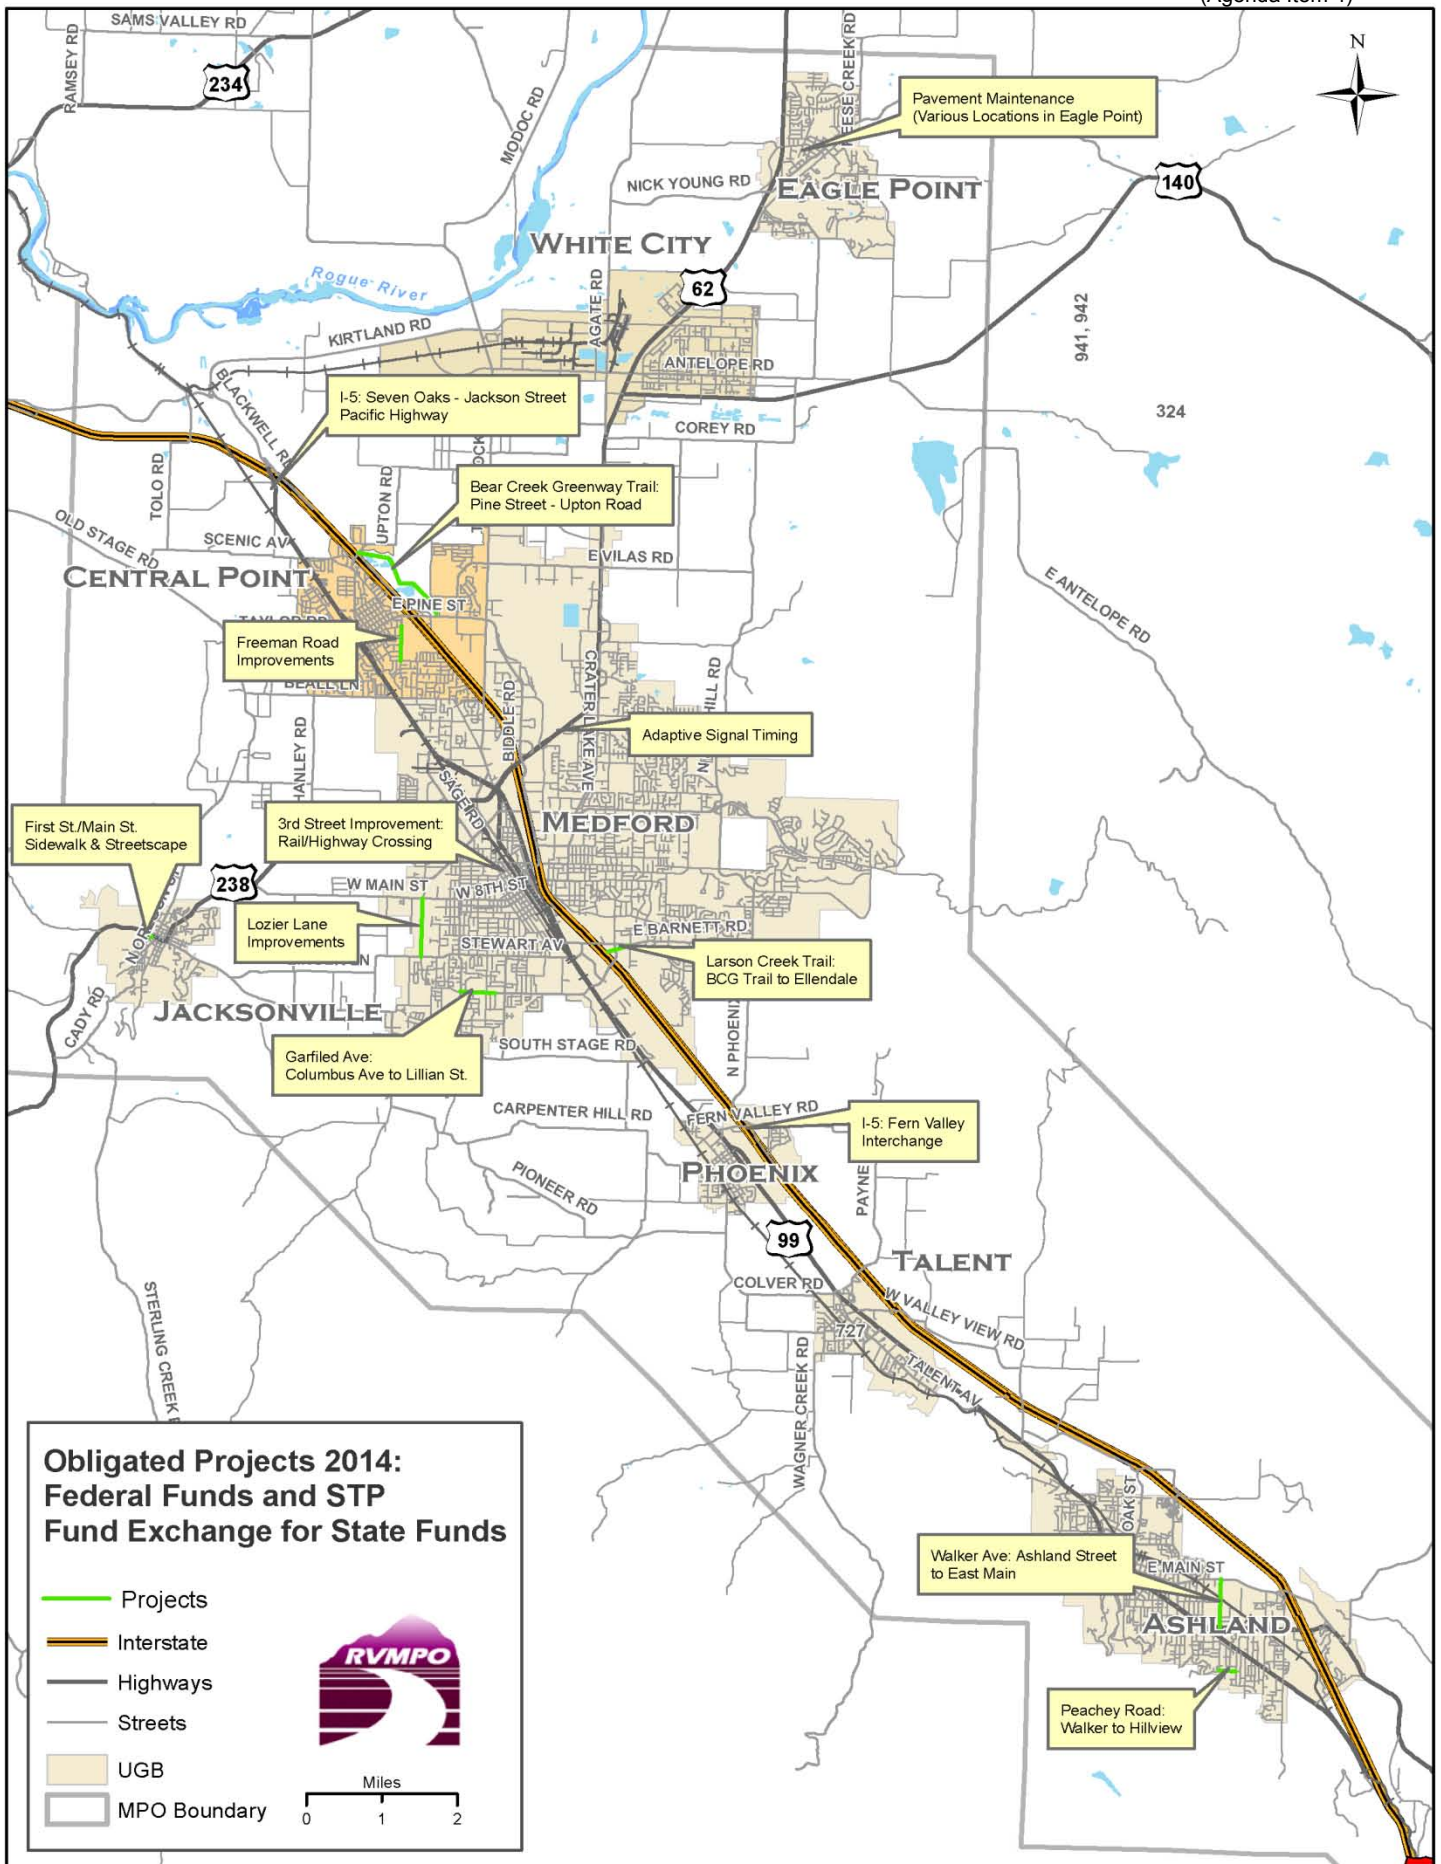 SAMS VALLEY RD
RAMSEY RD
234
MODOC RD
REESE CREEK RD
N
Pavement Maintenance
(Various Locations in Eagle Point)
140
NICK YOUNG RD
EAGLE POINT
WHITE CITY
62
Rogue River
AGATE RD
KIRTLAND RD
941, 942
ANTELOPE RD
BLACKWELL RD
I-5: Seven Oaks - Jackson Street
Pacific Highway
324
COREY RD
TOLO RD
UPTON RD
Bear Creek Greenway Trail:
Pine Street - Upton Road
OLD STAGE RD
SCENIC AV
E VILAS RD
CENTRAL POINT
E ANTELOPE RD
E PINE ST
TAYLOR RD
Freeman Road
Improvements
BEALL LN
HANLEY RD
BIDDLE RD
CRATER LAKE AVE
HILL RD
N
Adaptive Signal Timing
SAGE RD
First St./Main St.
Sidewalk & Streetscape
3rd Street Improvement:
Rail/Highway Crossing
MEDFORD
238
W MAIN ST
W 8TH ST
Lozier Lane
Improvements
E BARNETT RD
STEWART AV
Larson Creek Trail:
BCG Trail to Ellendale
CADY RD
JACKSONVILLE
SOUTH STAGE RD
N PHOENIX
Garfiled Ave:
Columbus Ave to Lillian St.
CARPENTER HILL RD
FERN VALLEY RD
I-5: Fern Valley
Interchange
PHOENIX
PIONEER RD
PAYNE
99
TALENT
COLVER RD
W VALLEY VIEW RD
STERLING CREEK
727
WAGNER CREEK RD
TALENT AV
OAK ST
Walker Ave: Ashland Street
to East Main
E MAIN ST
ASHLAND
Peachey Road:
Walker to Hillview
Obligated Projects 2014:
Federal Funds and STP
Fund Exchange for State Funds
Projects
Interstate
Highways
Streets
UGB
MPO Boundary
RVMPO
Miles
0 1 2